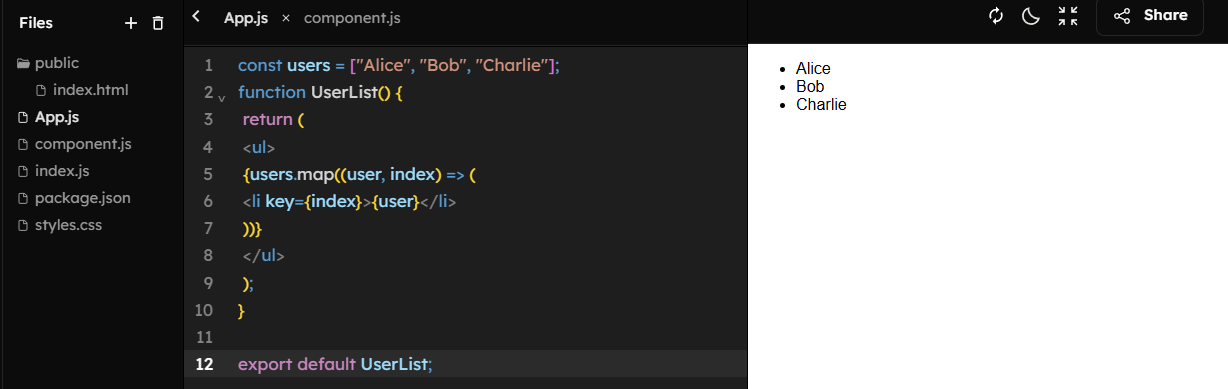 Files
public
index.html
App.js
component.js
index.js
package.json
styles.css
App.js × component.js
Share
1 const users = ["Alice", "Bob", "Charlie"];
2 function UserList() {
3 return (
4 <ul>
5 {users.map((user, index) => (
6 <li key={index}>{user}</li>
7 ))}
8 </ul>
9 );
10 }
11
12 export default UserList;
• Alice
• Bob
• Charlie